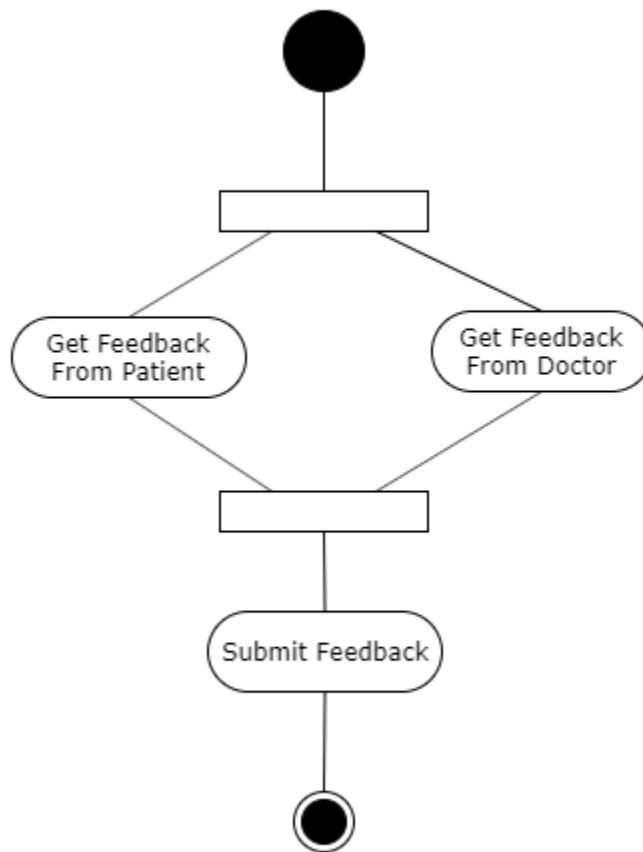 Get Feedback
From Patient
Get Feedback
From Doctor
Submit Feedback